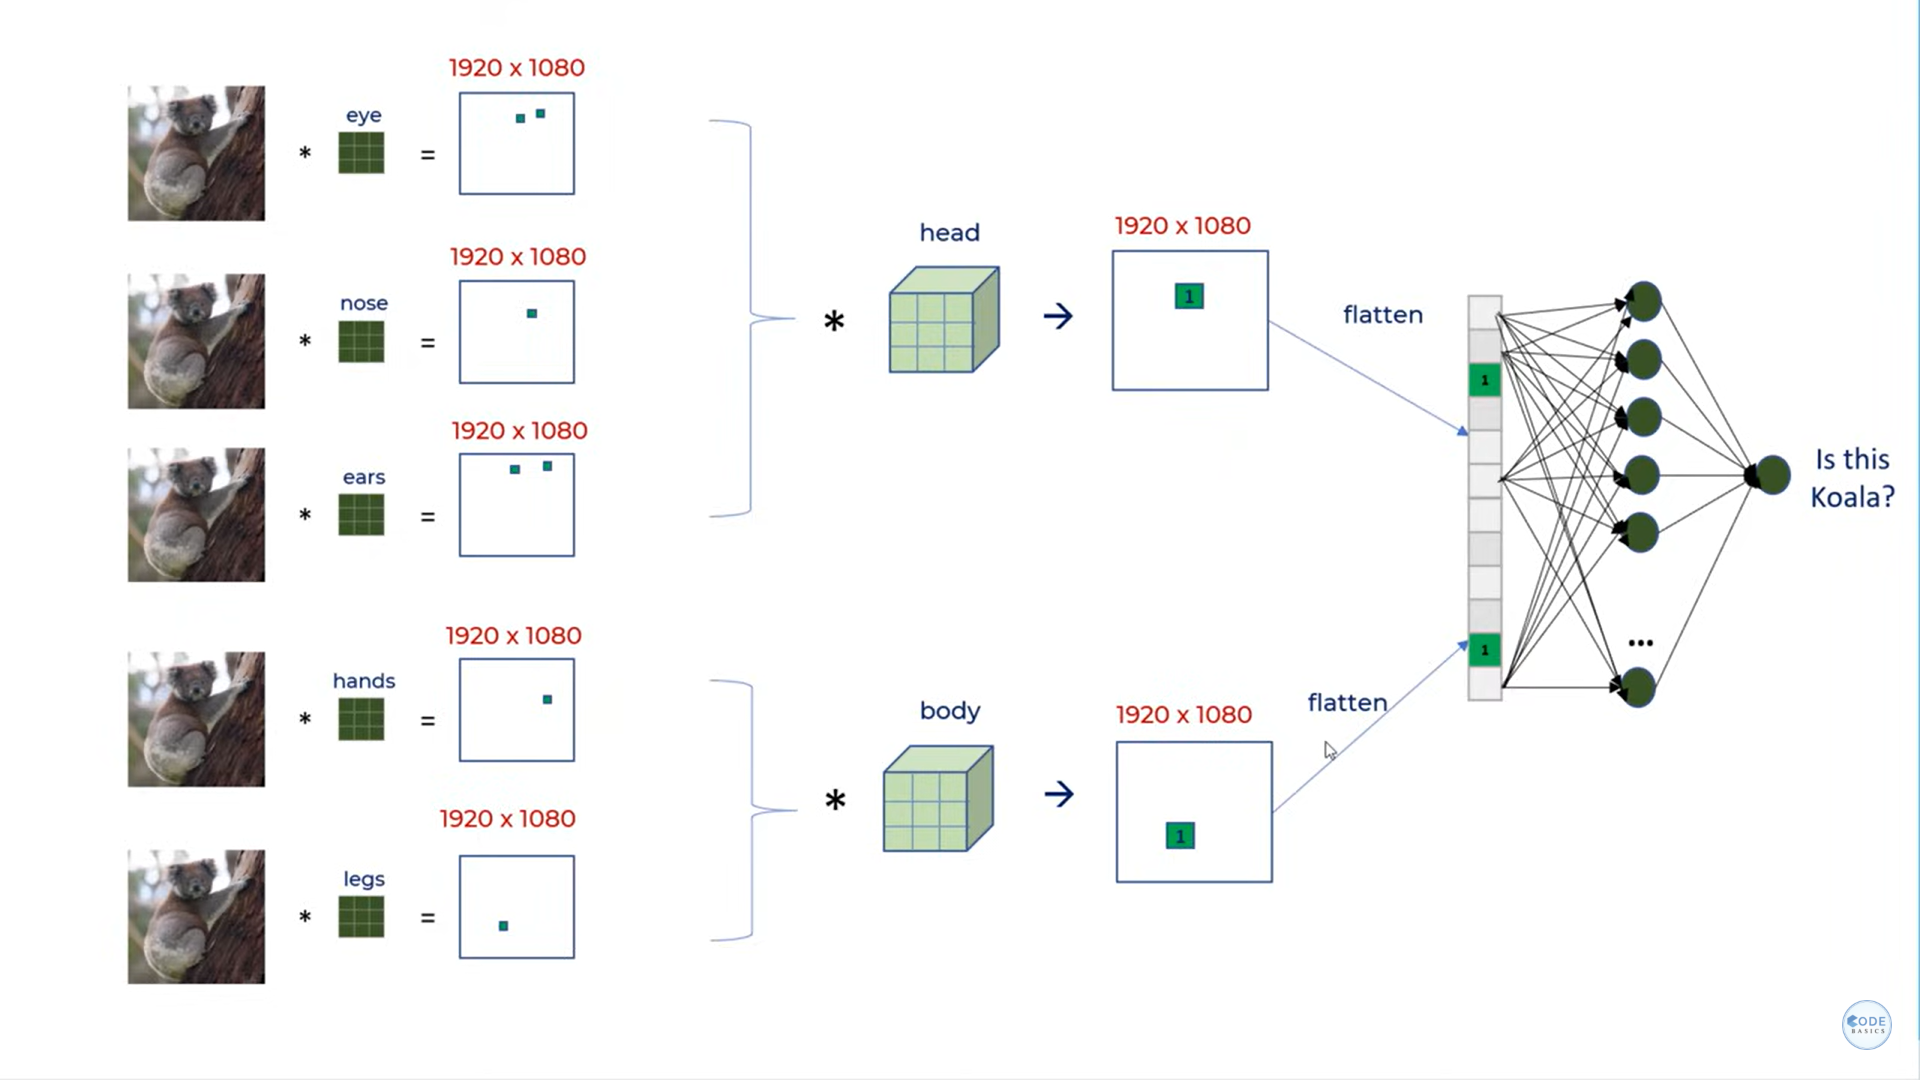 1920 x 1080
eye
*
=
1920 x 1080
nose
*
=
1920 x 1080
ears
*
=
head
*
→
1920 x 1080
1
flatten
1
Is this
Koala?
1920 x 1080
hands
*
=
1920 x 1080
legs
*
=
body
*
→
1920 x 1080
1
flatten
1
...
CODE
BASICS